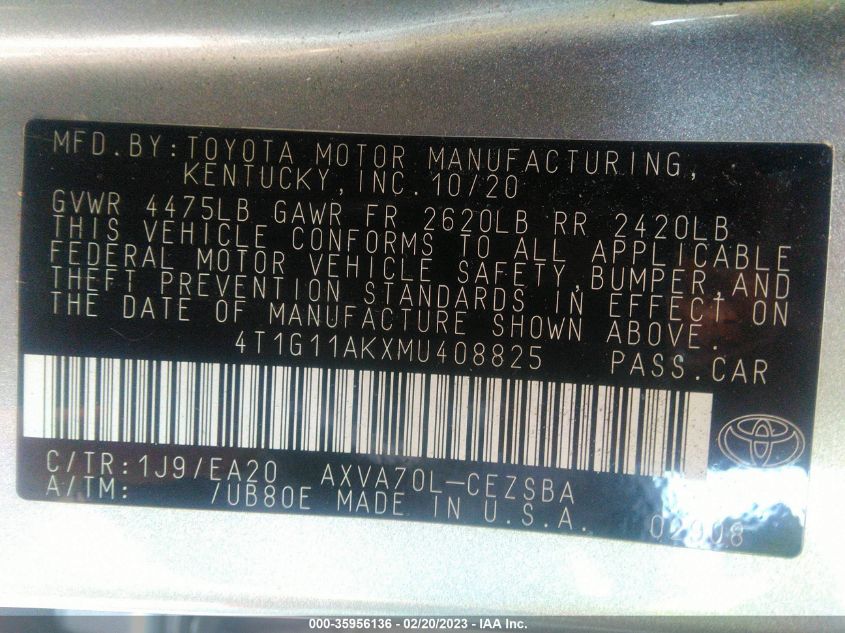 MFD.BY:TOYOTA MOTOR MANUFACTURING,
KENTUCKY,INC.10/20
GVWR 4475LB GAWR FR 2620LB RR 2420LB
THIS VEHICLE CONFORMS TO ALL APPLICABLE
FEDERAL MOTOR VEHICLE SAFETY,BUMPER,AND
THEFT PREVENTION STANDARDS IN EFFECT ON
THE DATE OF MANUFACTURE SHOWN ABOVE.
4T1G11AKXMU408825 PASS.CAR
C/TR:1J9/EA20 AXVA70L-CEZSBA
A/TM: /UB80E MADE IN U.S.A.
000-35956136 - 02/20/2023 - IAA Inc.